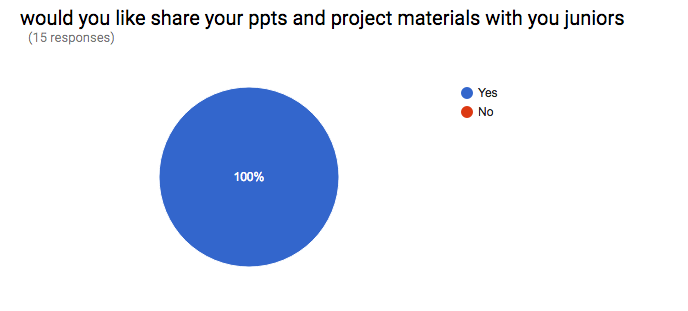 would you like share your ppts and project materials with you juniors
(15 responses)
Yes
No
100%